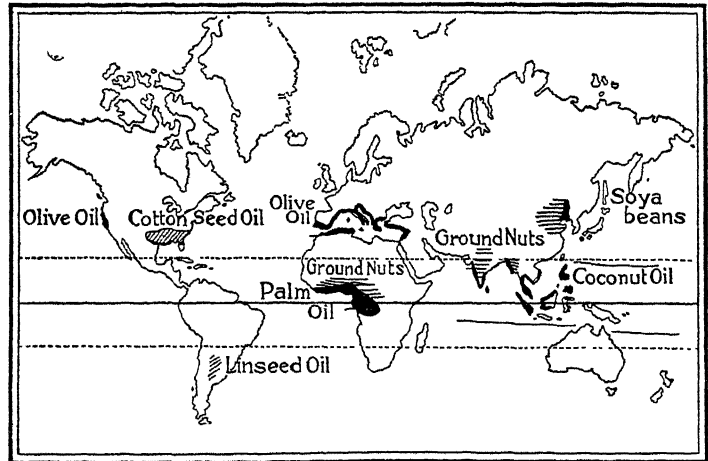 Olive Oil
Cotton Seed Oil
Olive
Oil
Soya
beans
Ground Nuts
Ground Nuts
Coconut Oil
Palm
Oil
Linseed Oil